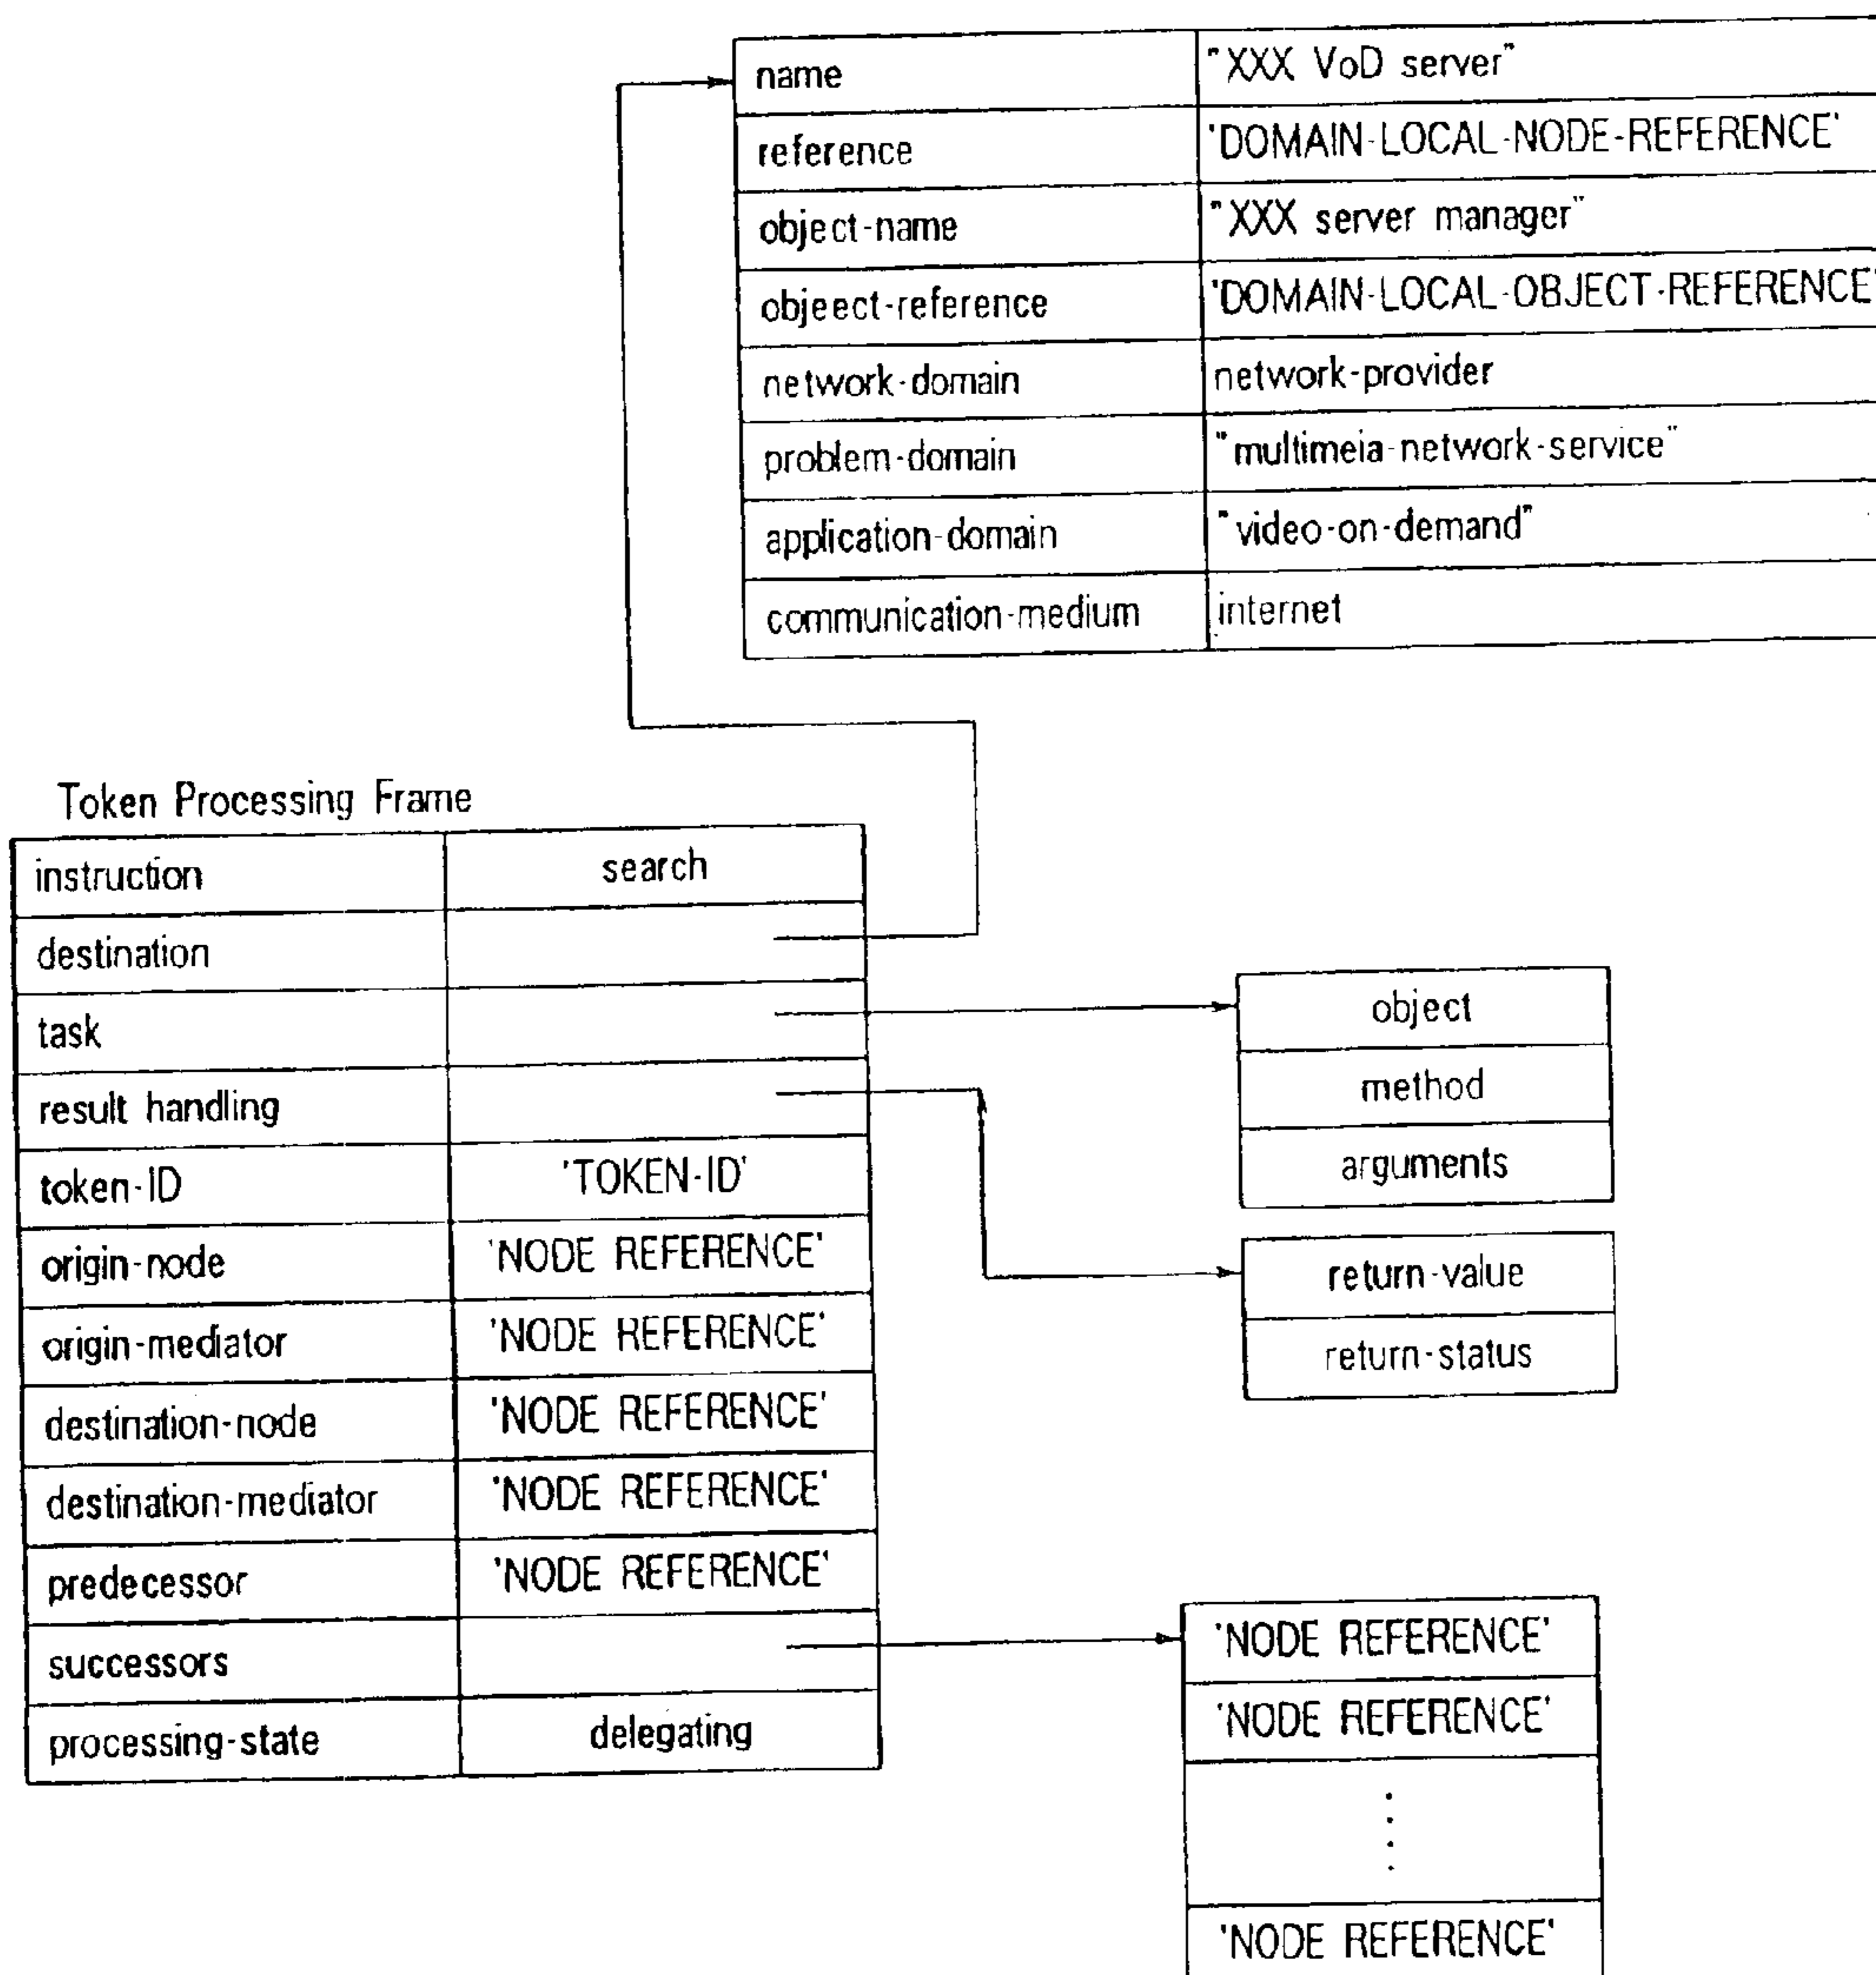 name "XXX VoD server"
reference 'DOMAIN-LOCAL-NODE-REFERENCE'
object-name "XXX server manager"
objeect-reference 'DOMAIN-LOCAL-OBJECT-REFERENCE'
network-domain network-provider
problem-domain "multimeia-network-service"
application-domain "video-on-demand"
communication-medium internet
Token Processing Frame
instruction search
destination
task
result handling
token-ID 'TOKEN-ID'
origin-node 'NODE REFERENCE'
origin-mediator 'NODE REFERENCE'
destination-node 'NODE REFERENCE'
destination-mediator 'NODE REFERENCE'
predecessor 'NODE REFERENCE'
successors
processing-state delegating
object
method
arguments
return-value
return-status
'NODE REFERENCE'
'NODE REFERENCE'
'NODE REFERENCE'